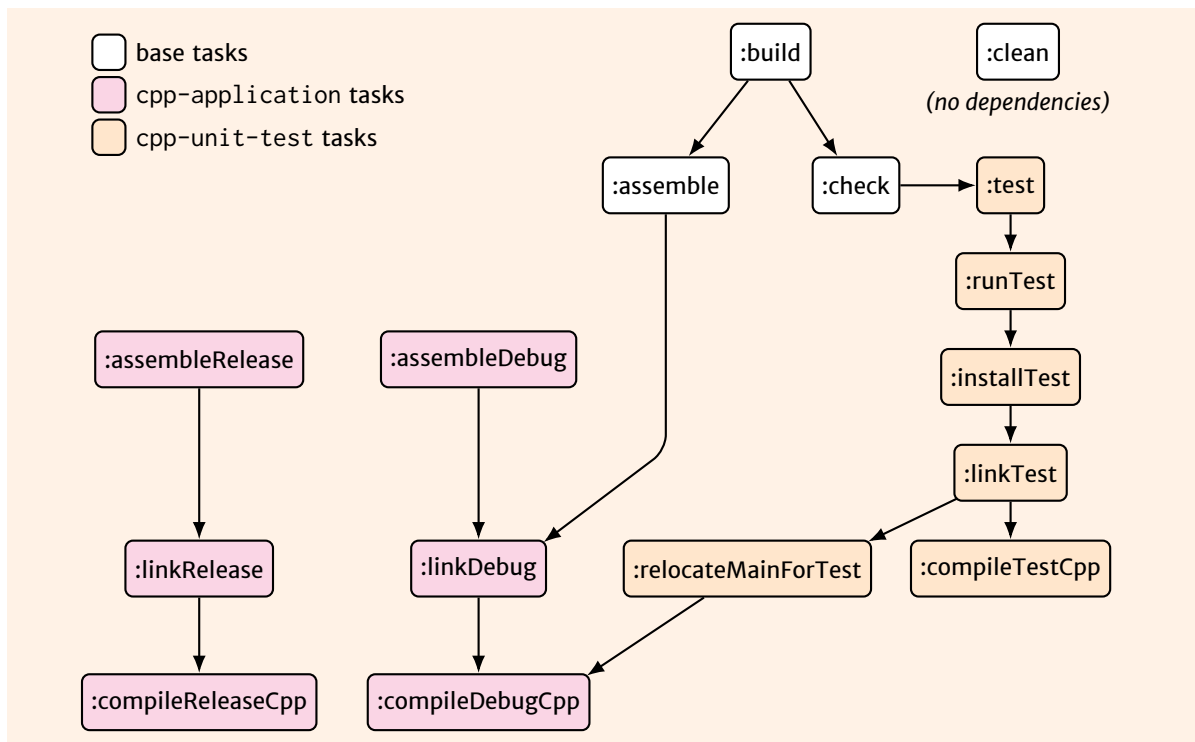 base tasks
cpp-application tasks
cpp-unit-test tasks
:build
:clean
(no dependencies)
:assemble
:check
:test
:runTest
:assembleRelease
:assembleDebug
:installTest
:linkTest
:linkRelease
:linkDebug
:relocateMainForTest
:compileTestCpp
:compileReleaseCpp
:compileDebugCpp